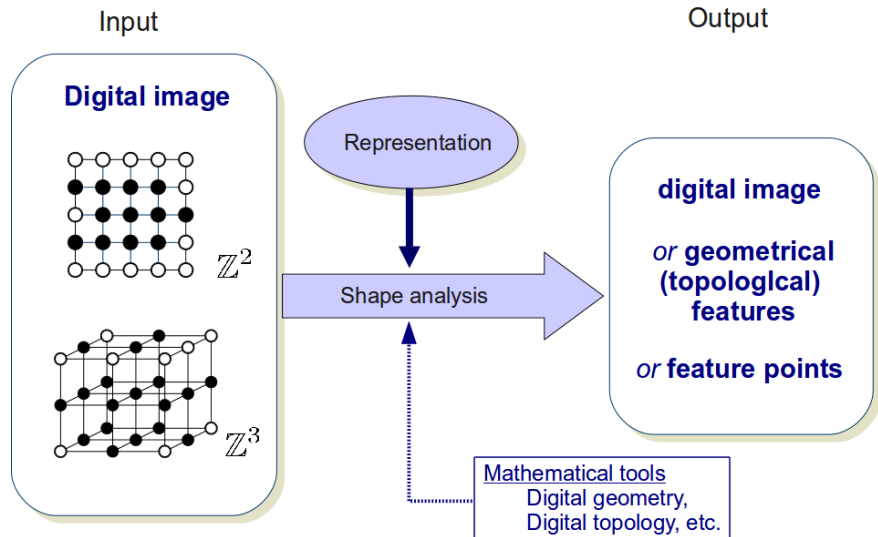 Input
Output
Digital image
ℤ²
ℤ³
Representation
Shape analysis
digital image
or geometrical
(topologIcal)
features
or feature points
Mathematical tools
Digital geometry,
Digital topology, etc.